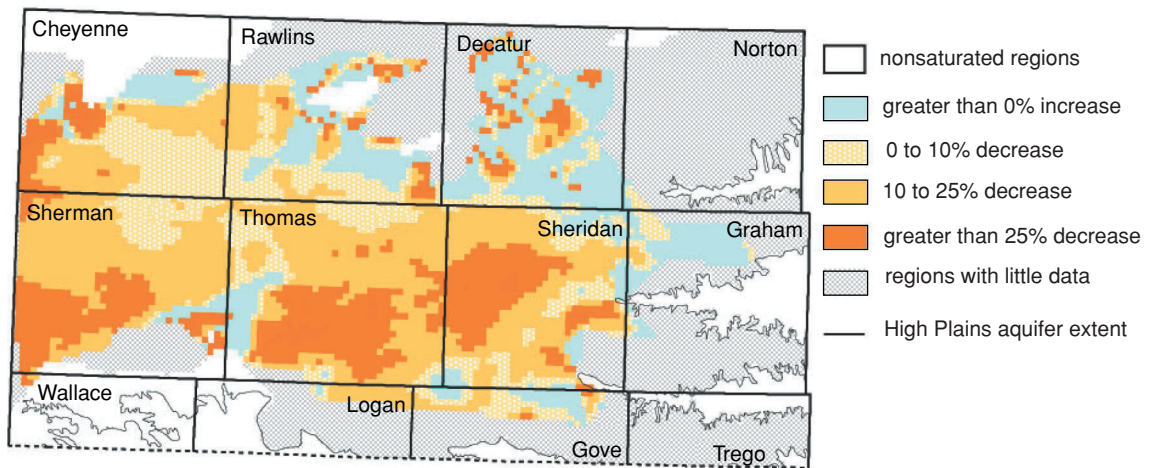 Cheyenne
Rawlins
Decatur
Norton
Sherman
Thomas
Sheridan
Graham
Wallace
Logan
Gove
Trego
nonsaturated regions
greater than 0% increase
0 to 10% decrease
10 to 25% decrease
greater than 25% decrease
regions with little data
High Plains aquifer extent